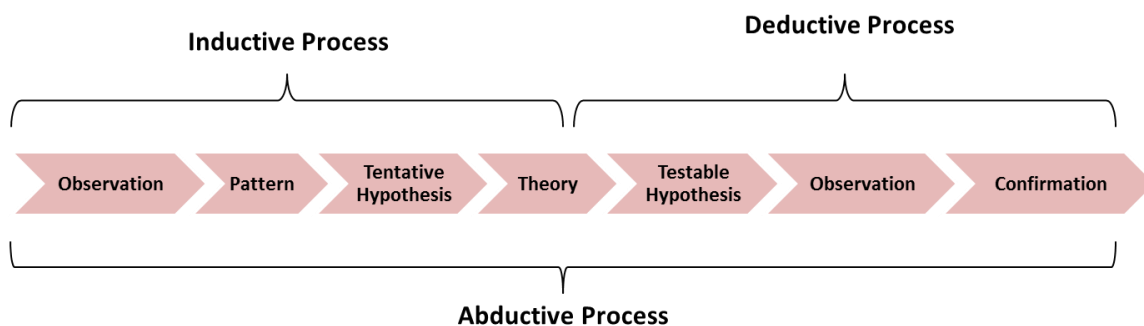 Inductive Process
Deductive Process
Observation
Pattern
Tentative
Hypothesis
Theory
Testable
Hypothesis
Observation
Confirmation
Abductive Process